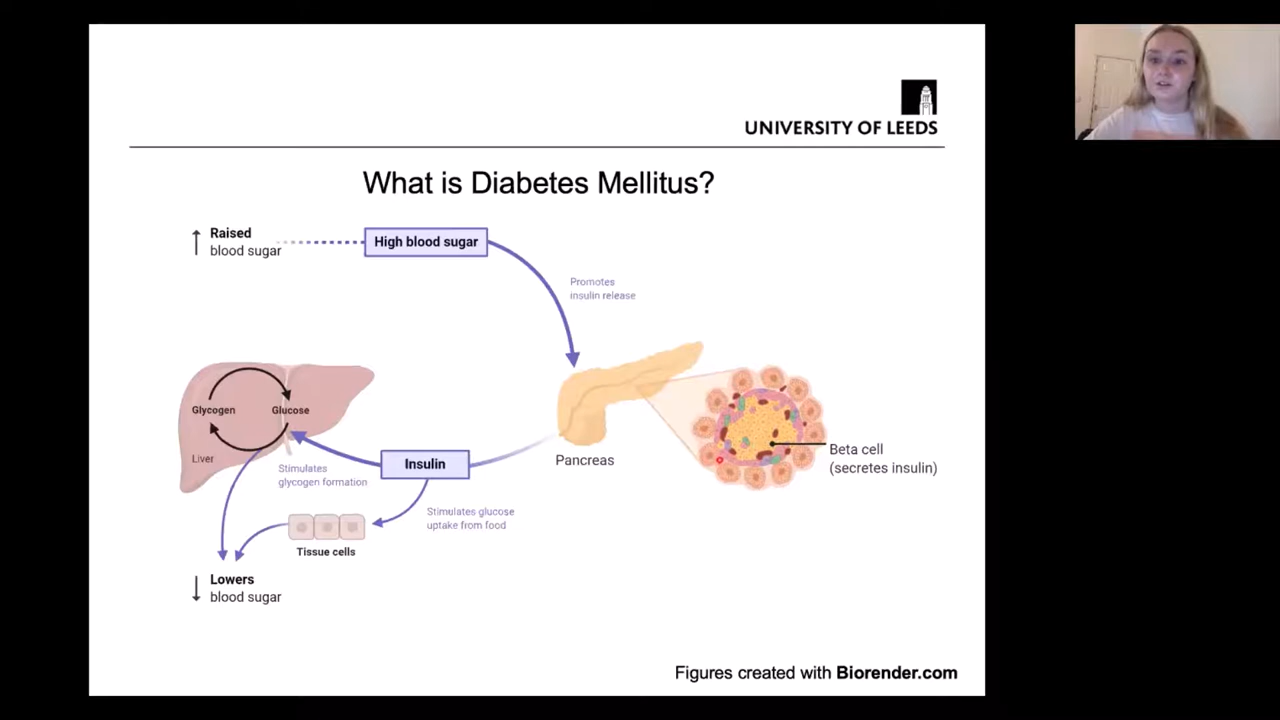 UNIVERSITY OF LEEDS
What is Diabetes Mellitus?
Raised
blood sugar
High blood sugar
Promotes
insulin release
Glycogen
Glucose
Liver
Stimulates
glycogen formation
Insulin
Pancreas
Beta cell
(secretes insulin)
Stimulates glucose
uptake from food
Tissue cells
Lowers
blood sugar
Figures created with Biorender.com